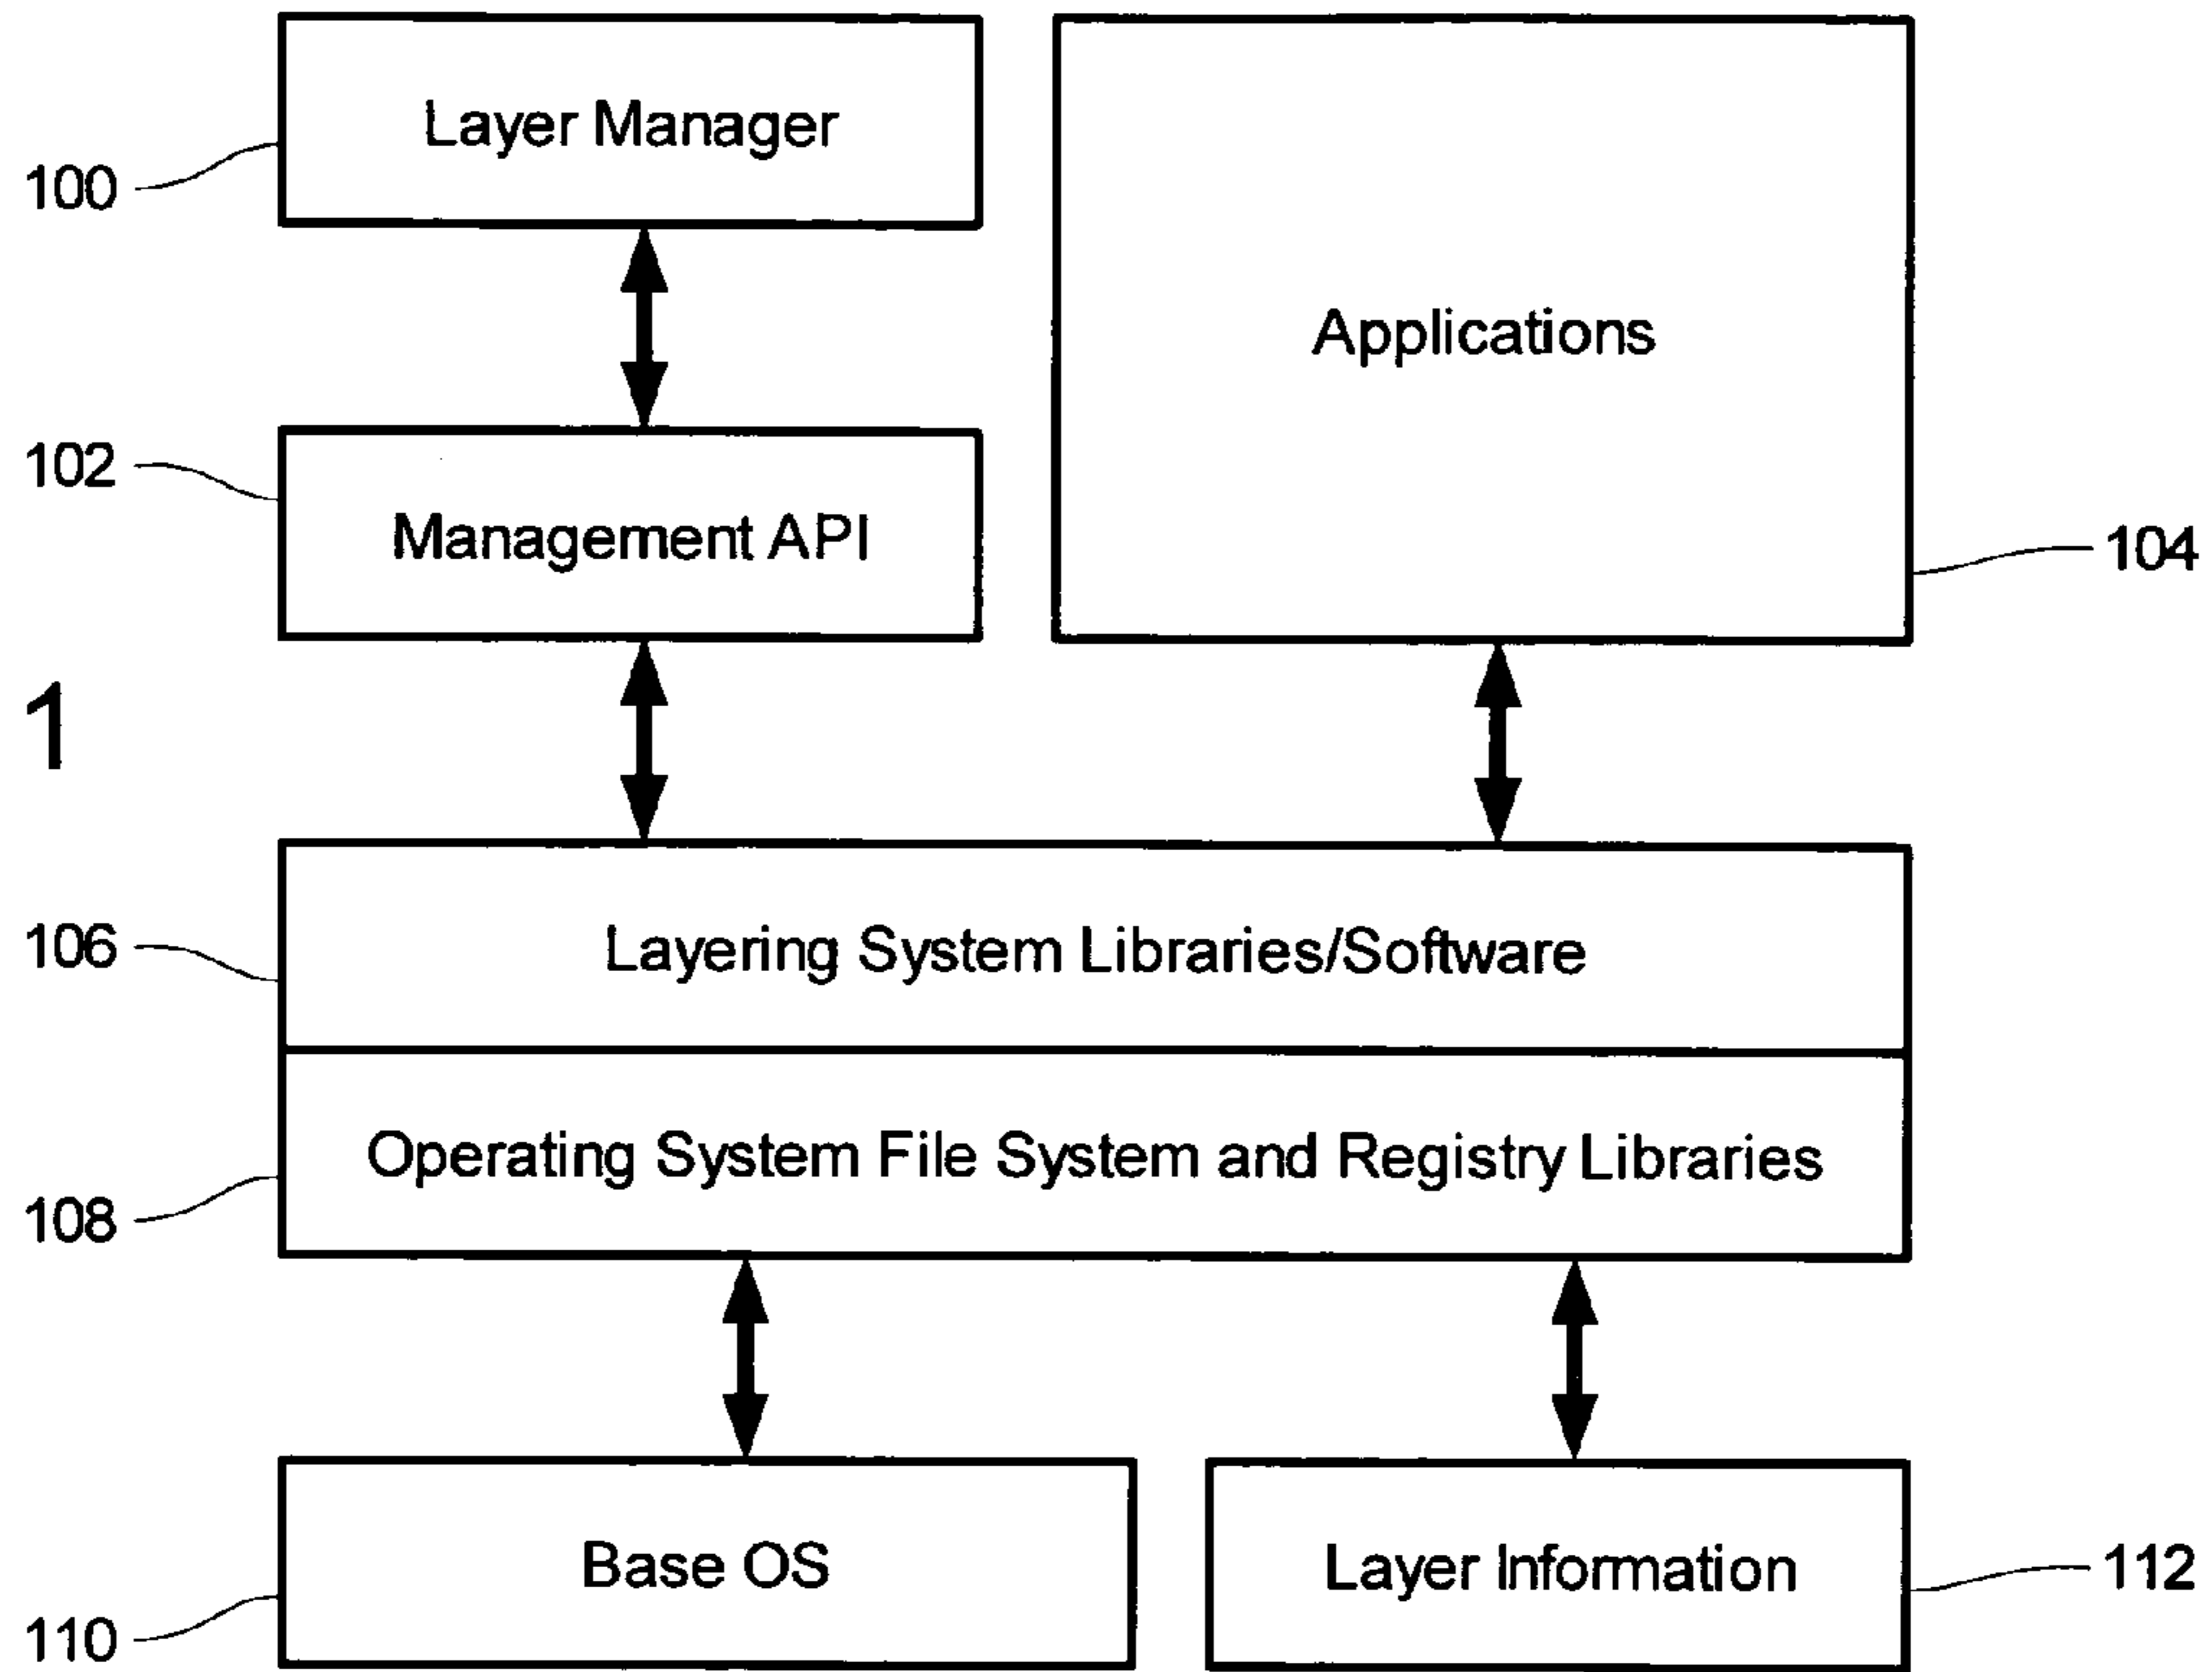 Layer Manager
100
Applications
102
Management API
104
1
106
Layering System Libraries/Software
Operating System File System and Registry Libraries
108
Base OS
Layer Information
112
110